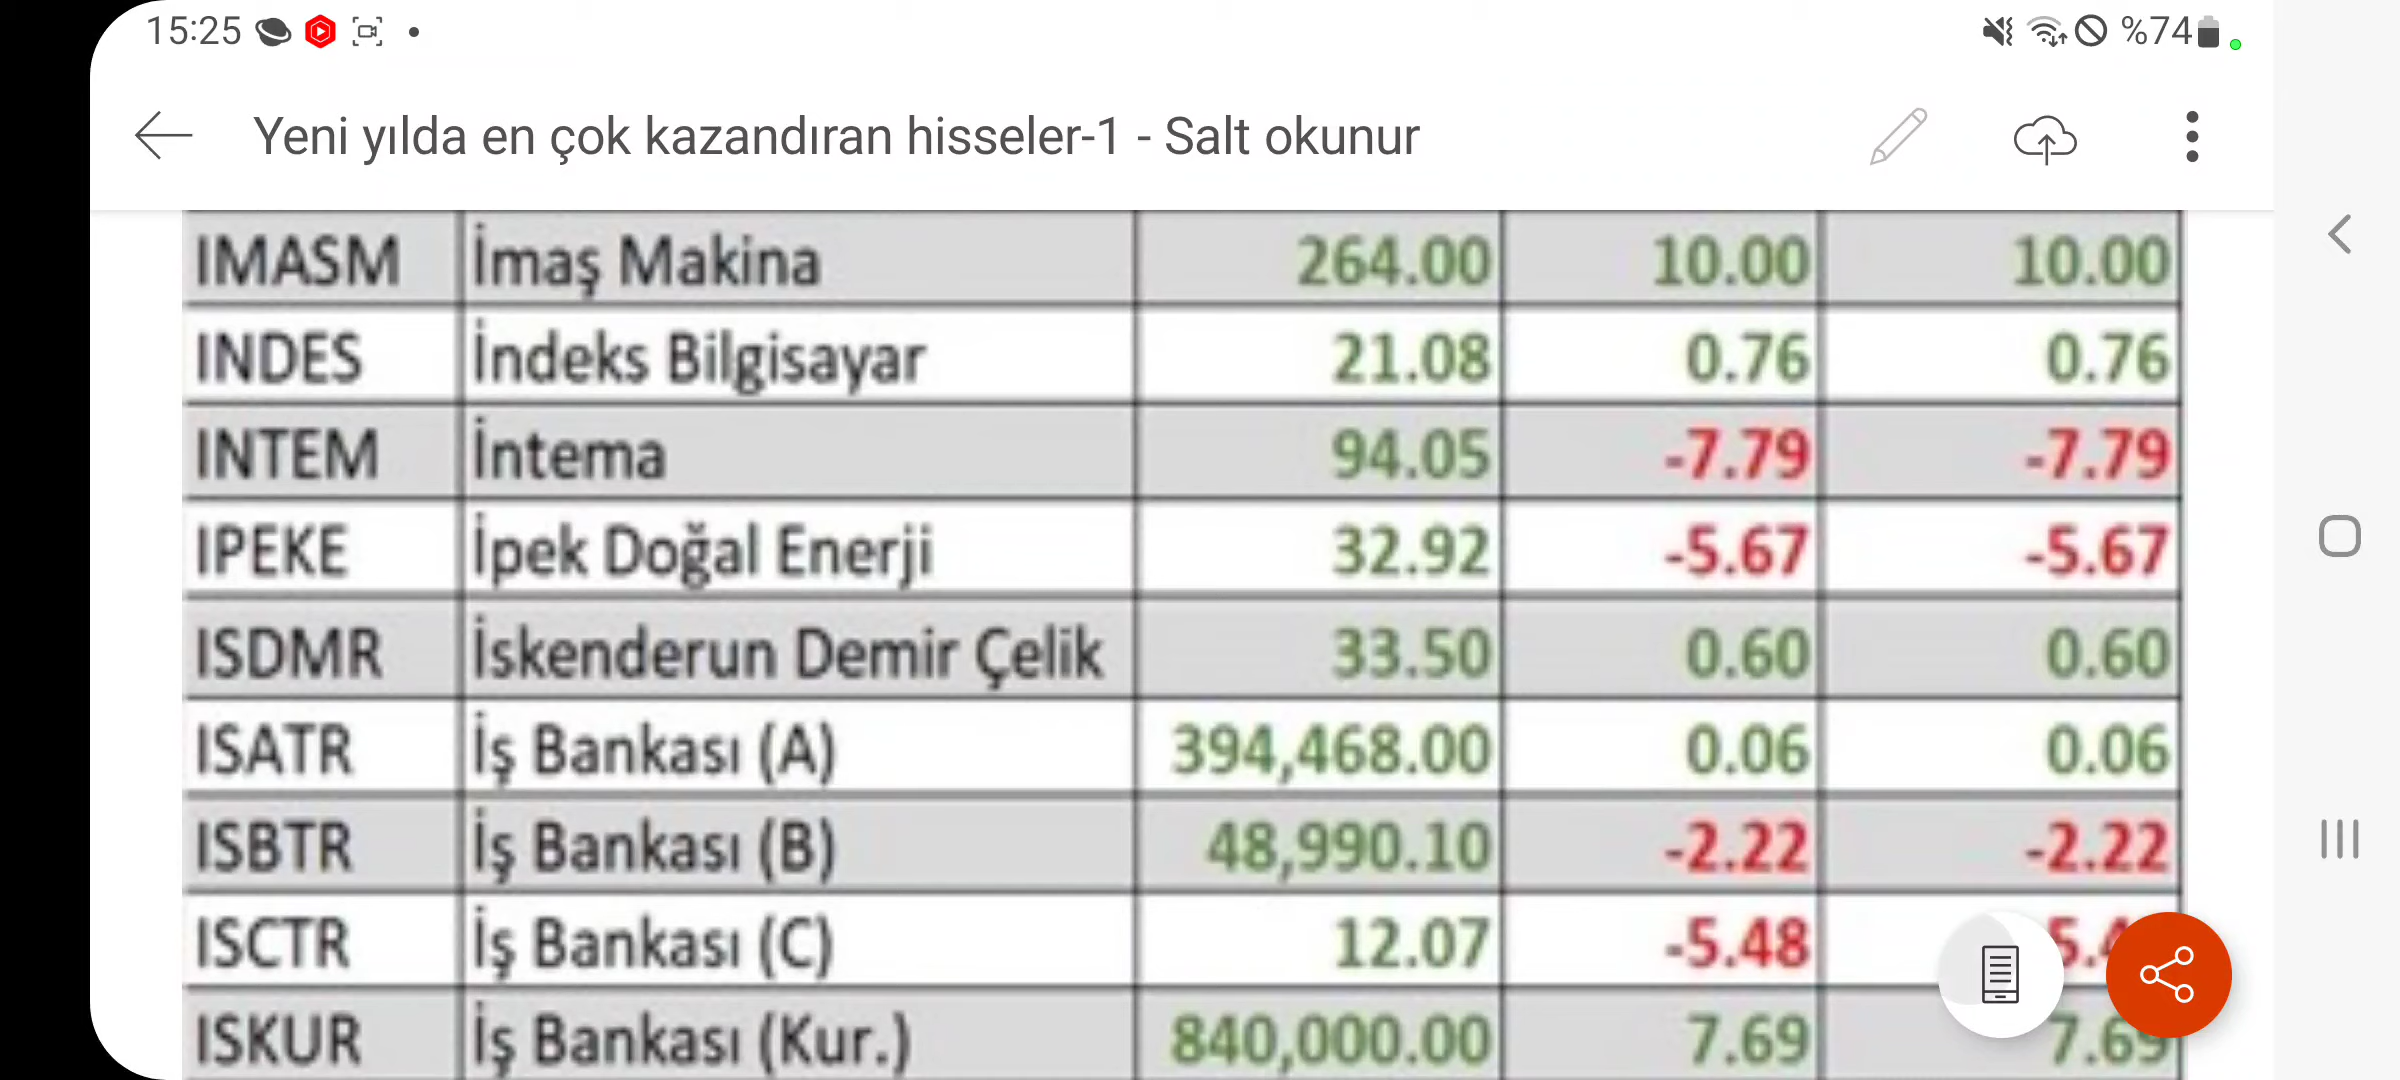 15:25 %74
Yeni yılda en çok kazandıran hisseler-1 - Salt okunur
IMASM İmaş Makina 264.00 10.00 10.00
INDES İndeks Bilgisayar 21.08 0.76 0.76
INTEM İntema 94.05 -7.79 -7.79
IPEKE İpek Doğal Enerji 32.92 -5.67 -5.67
ISDMR İskenderun Demir Çelik 33.50 0.60 0.60
ISATR İş Bankası (A) 394,468.00 0.06 0.06
ISBTR İş Bankası (B) 48,990.10 -2.22 -2.22
ISCTR İş Bankası (C) 12.07 -5.48
ISKUR İş Bankası (Kur.) 840,000.00 7.69 7.69